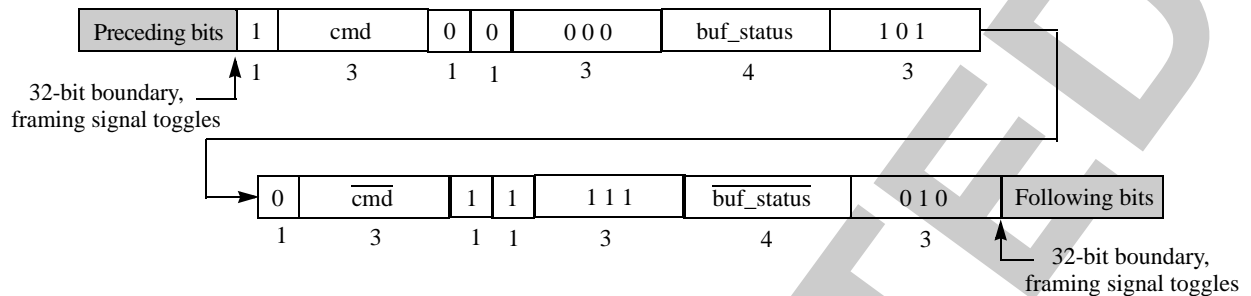 Preceding bits 1 cmd 0 0 0 0 0 buf_status 1 0 1
1 3 1 1 3 4 3
32-bit boundary,
framing signal toggles
0 c̅m̅d̅ 1 1 1 1 1 b̅u̅f̅_̅s̅t̅a̅t̅u̅s̅ 0 1 0 Following bits
1 3 1 1 3 4 3
32-bit boundary,
framing signal toggles